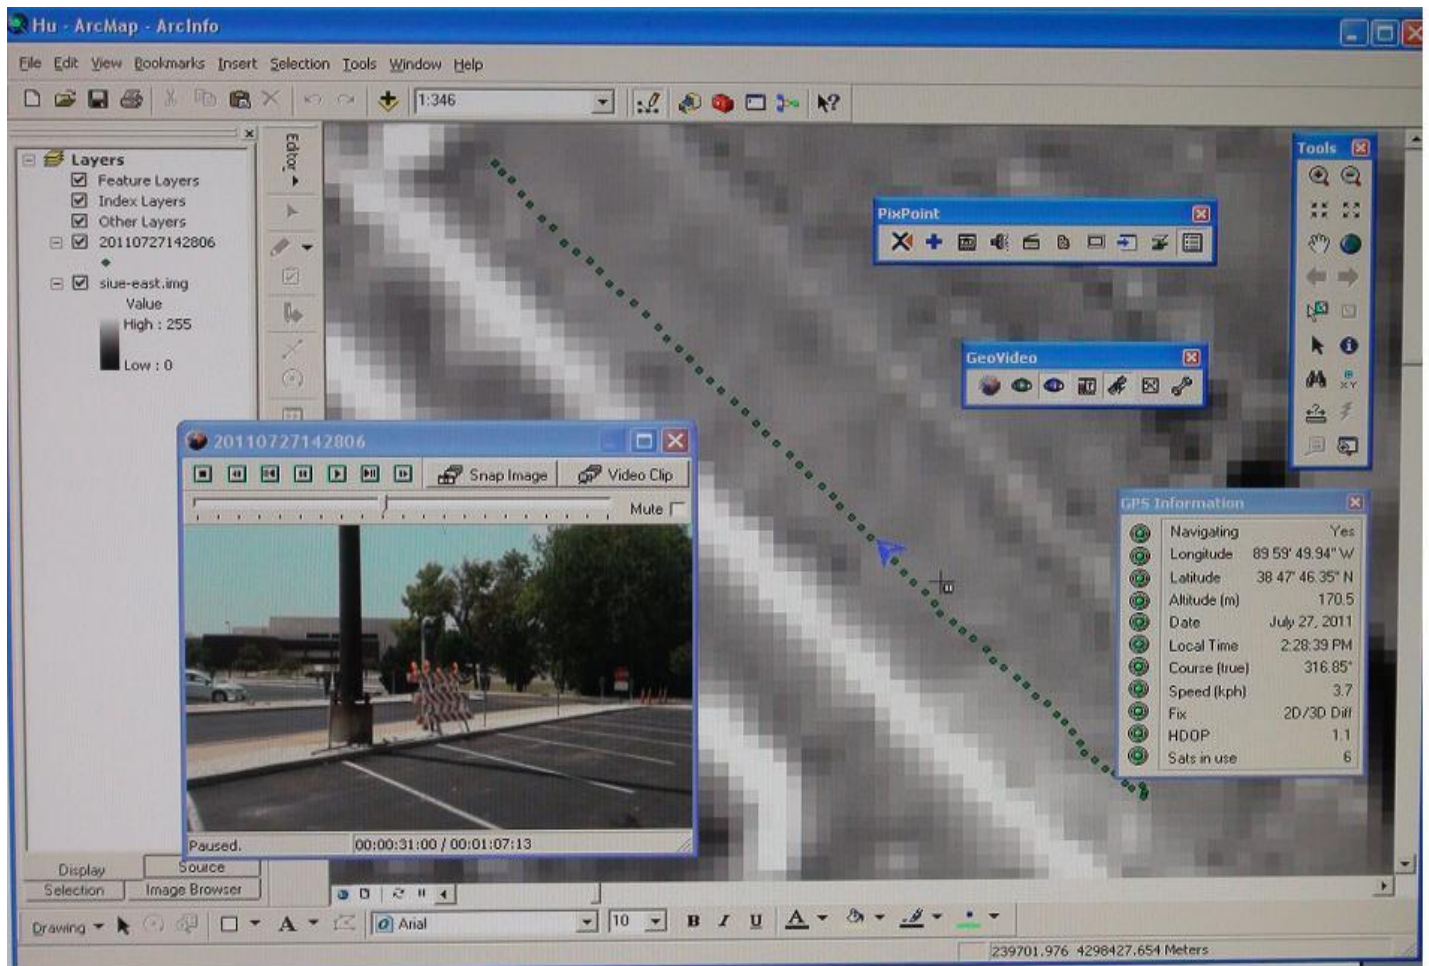 Hu - ArcMap - ArcInfo
File Edit View Bookmarks Insert Selection Tools Window Help
1:346
Editor
Layers
Feature Layers
Index Layers
Other Layers
20110727142806
siue-east.img
Value
High : 255
Low : 0
Tools
PixPoint
GeoVideo
20110727142806
Snap Image
Video Clip
Mute
Paused.
00:00:31:00 / 00:01:07:13
GPS Information
Navigating Yes
Longitude 89 59' 49.94" W
Latitude 38 47' 46.35" N
Altitude (m) 170.5
Date July 27, 2011
Local Time 2:28:39 PM
Course (true) 316.85°
Speed (kph) 3.7
Fix 2D/3D Diff
HDOP 1.1
Sats in use 6
Display Source
Selection Image Browser
Drawing A Arial 10 B I U A
239701.976 4298427.654 Meters